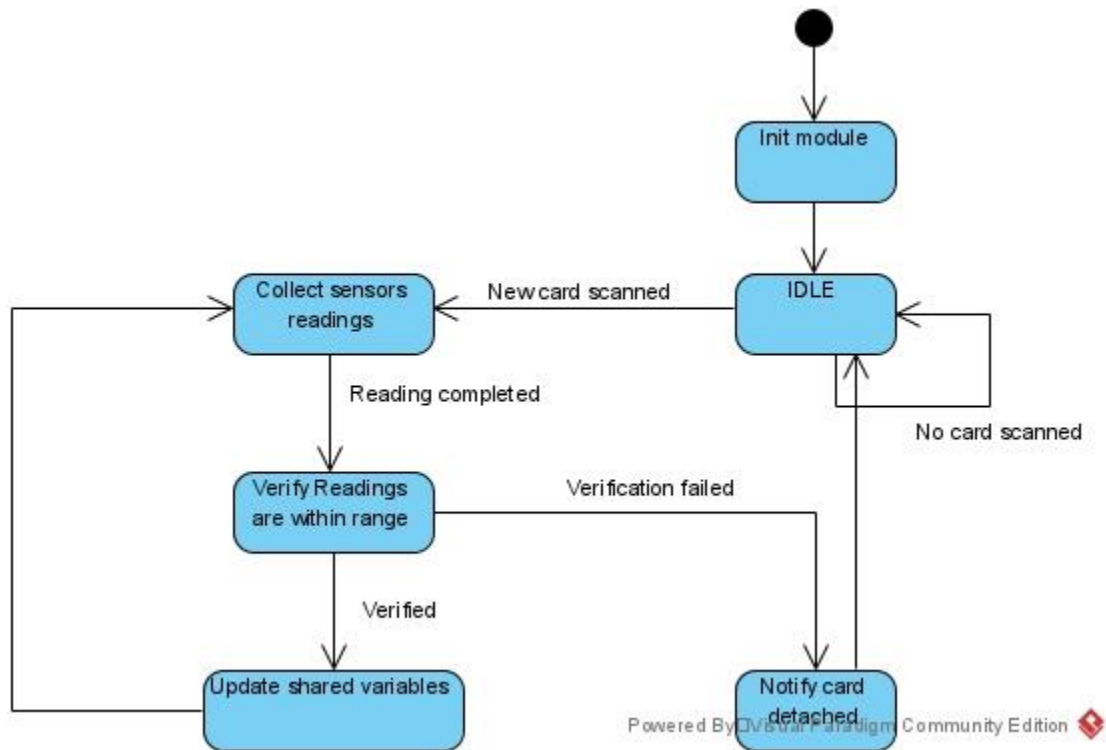 Init module
IDLE
New card scanned
Collect sensors
readings
Reading completed
No card scanned
Verify Readings
are within range
Verification failed
Verified
Update shared variables
Notify card
detached
Powered By Visual Paradigm Community Edition